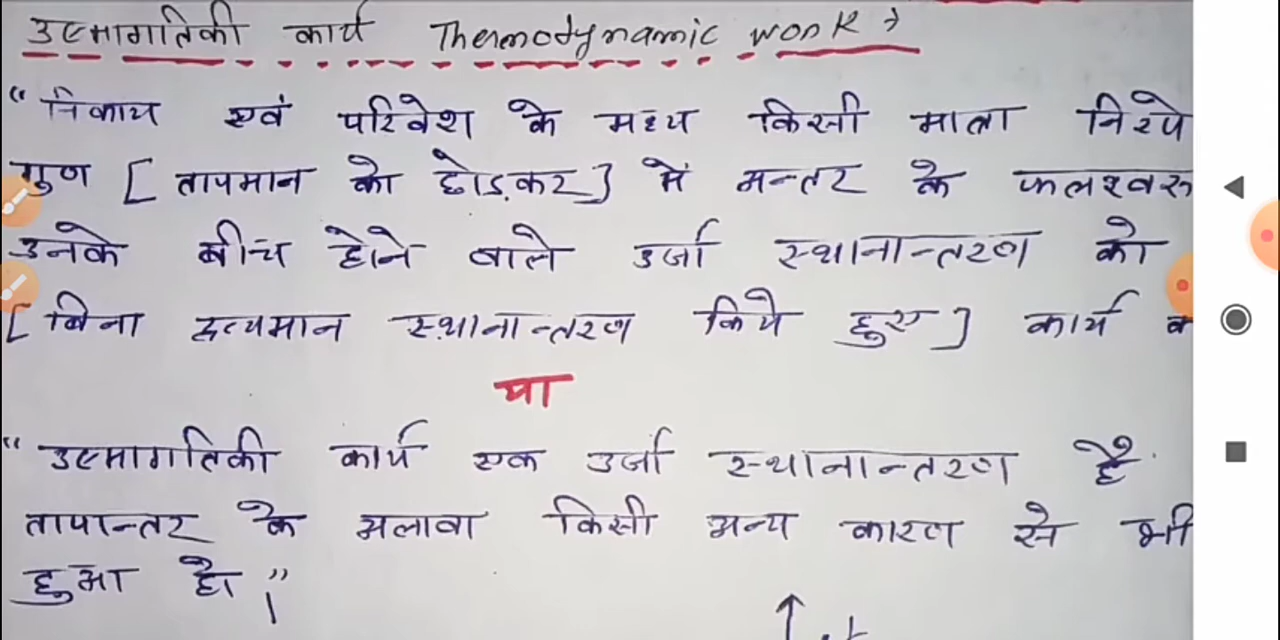 उष्मागतिकी कार्य Thermodynamic work →
“निकाय एवं परिवेश के मध्य किसी मात्रा निरपे
गुण [तापमान को छोड़कर] में अन्तर के फलश्वरु
उनके बीच होने वाले उर्जा स्थानान्तरण को
[बिना द्रव्यमान स्थानान्तरण किये हुए] कार्य क
या
“उष्मागतिकी कार्य एक उर्जा स्थानान्तरण है
तापान्तर के अलावा किसी अन्य कारण से भी
हुआ हो।”